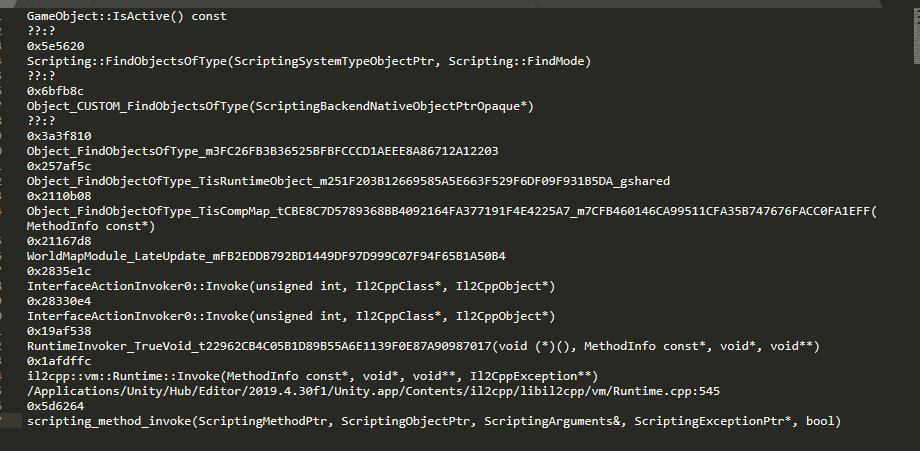 GameObject::IsActive() const
??:?
0x5e5620
Scripting::FindObjectsOfType(ScriptingSystemTypeObjectPtr, Scripting::FindMode)
??:?
0x6bfb8c
Object_CUSTOM_FindObjectsOfType(ScriptingBackendNativeObjectPtrOpaque*)
??:?
0x3a3f810
Object_FindObjectsOfType_m3FC26FB3B36525BFBFCCCD1AEEE8A86712A12203
0x257af5c
Object_FindObjectOfType_TisRuntimeObject_m251F203B12669585A5E663F529F6DF09F931B5DA_gshared
0x2110b08
Object_FindObjectOfType_TisCompMap_tCBE8C7D5789368BB4092164FA377191F4E4225A7_m7CFB460146CA99511CFA35B747676FACC0FA1EFF(
MethodInfo const*)
0x21167d8
WorldMapModule_LateUpdate_mFB2EDDB792BD1449DF97D999C07F94F65B1A50B4
0x2835e1c
InterfaceActionInvoker0::Invoke(unsigned int, Il2CppClass*, Il2CppObject*)
0x28330e4
InterfaceActionInvoker0::Invoke(unsigned int, Il2CppClass*, Il2CppObject*)
0x19af538
RuntimeInvoker_TrueVoid_t22962CB4C05B1D89B55A6E1139F0E87A90987017(void (*)(), MethodInfo const*, void*, void**)
0x1afdffc
il2cpp::vm::Runtime::Invoke(MethodInfo const*, void*, void**, Il2CppException**)
/Applications/Unity/Hub/Editor/2019.4.30f1/Unity.app/Contents/il2cpp/libil2cpp/vm/Runtime.cpp:545
0x5d6264
scripting_method_invoke(ScriptingMethodPtr, ScriptingObjectPtr, ScriptingArguments&, ScriptingExceptionPtr*, bool)